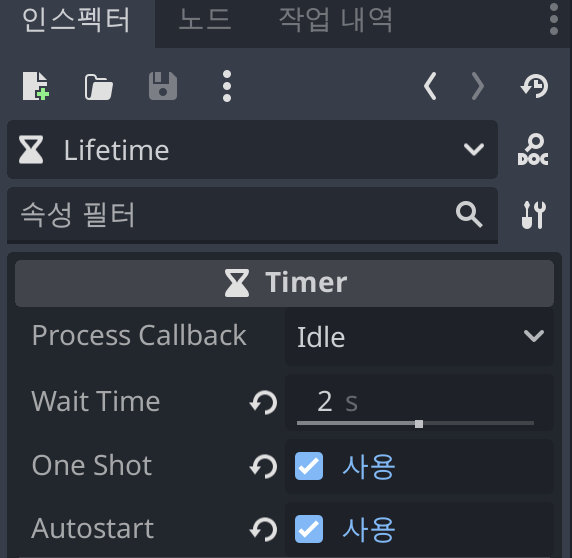 인스펙터 노드 작업 내역
Lifetime
DOC
속성 필터
Timer
Process Callback Idle
Wait Time 2 s
One Shot 사용
Autostart 사용